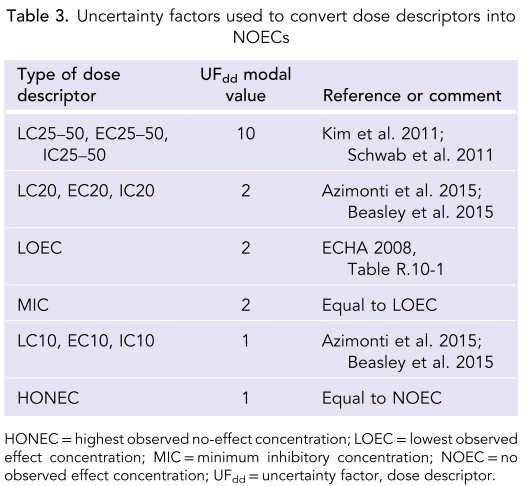 Table 3. Uncertainty factors used to convert dose descriptors into
NOECs
Type of dose descriptor UFdd modal value Reference or comment
LC25–50, EC25–50, IC25–50 10 Kim et al. 2011; Schwab et al. 2011
LC20, EC20, IC20 2 Azimonti et al. 2015; Beasley et al. 2015
LOEC 2 ECHA 2008, Table R.10-1
MIC 2 Equal to LOEC
LC10, EC10, IC10 1 Azimonti et al. 2015; Beasley et al. 2015
HONEC 1 Equal to NOEC
HONEC = highest observed no-effect concentration; LOEC = lowest observed
effect concentration; MIC = minimum inhibitory concentration; NOEC = no
observed effect concentration; UFdd = uncertainty factor, dose descriptor.